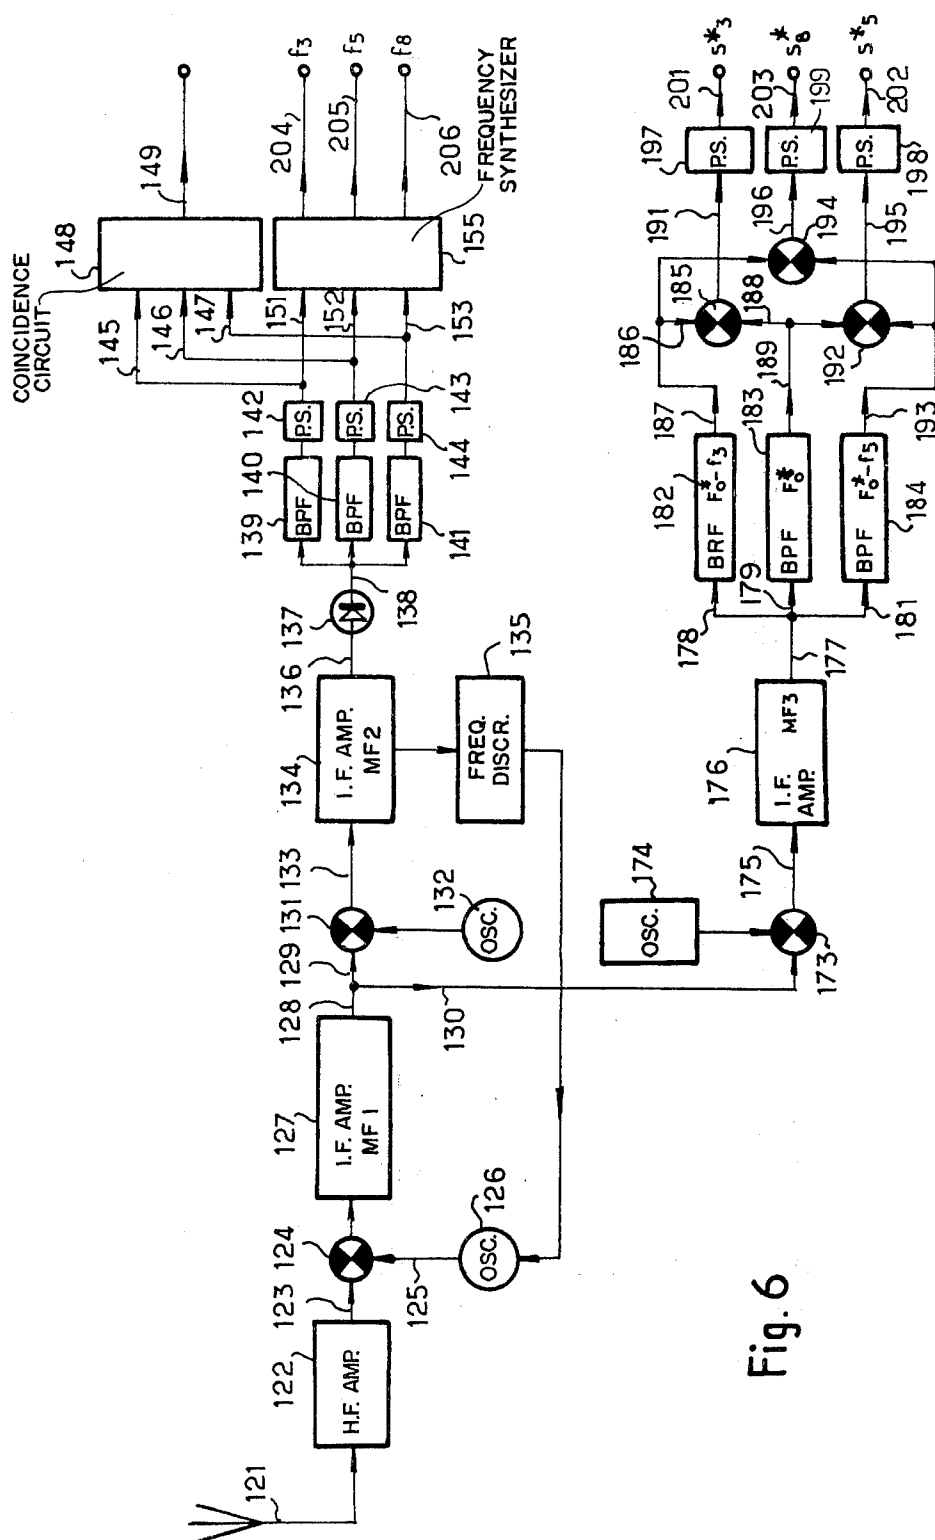 COINCIDENCE
CIRCUIT
148
149
145
146
147
142
151
152
153
143
144
139
140
141
BPF
BPF
BPF
P.S.
P.S.
P.S.
204
f3
205
f5
206
f8
155
FREQUENCY
SYNTHESIZER
137
138
136
134
I.F. AMP.
MF2
135
FREQ.
DISCR.
133
131
132
OSC.
129
128
130
127
I.F. AMP.
MF1
124
125
126
OSC.
123
122
H.F. AMP.
121
174
OSC.
173
175
176
I.F.
AMP.
MF3
177
178
179
181
182
BRF F*o-f3
183
BPF F*o
184
BPF F*o-f5
187
189
193
186
185
188
192
191
194
196
195
197
P.S.
199
P.S.
198
P.S.
201
S*3
203
S*8
202
S*5
Fig. 6